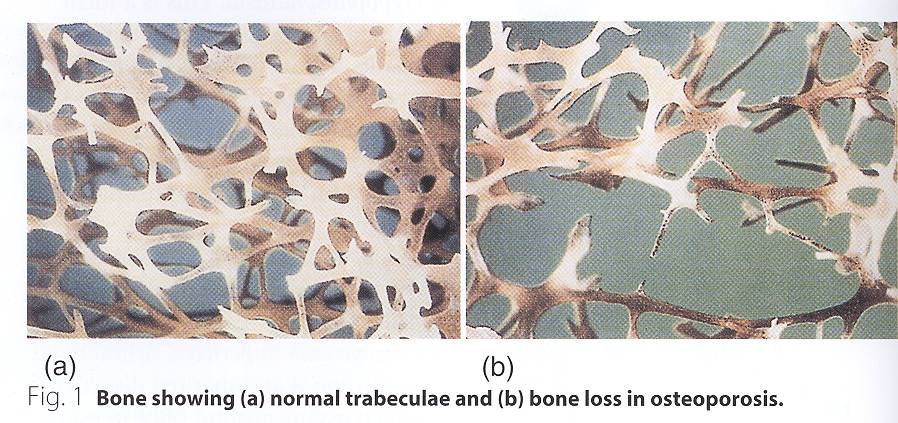 (a)
(b)
Fig. 1 Bone showing (a) normal trabeculae and (b) bone loss in osteoporosis.